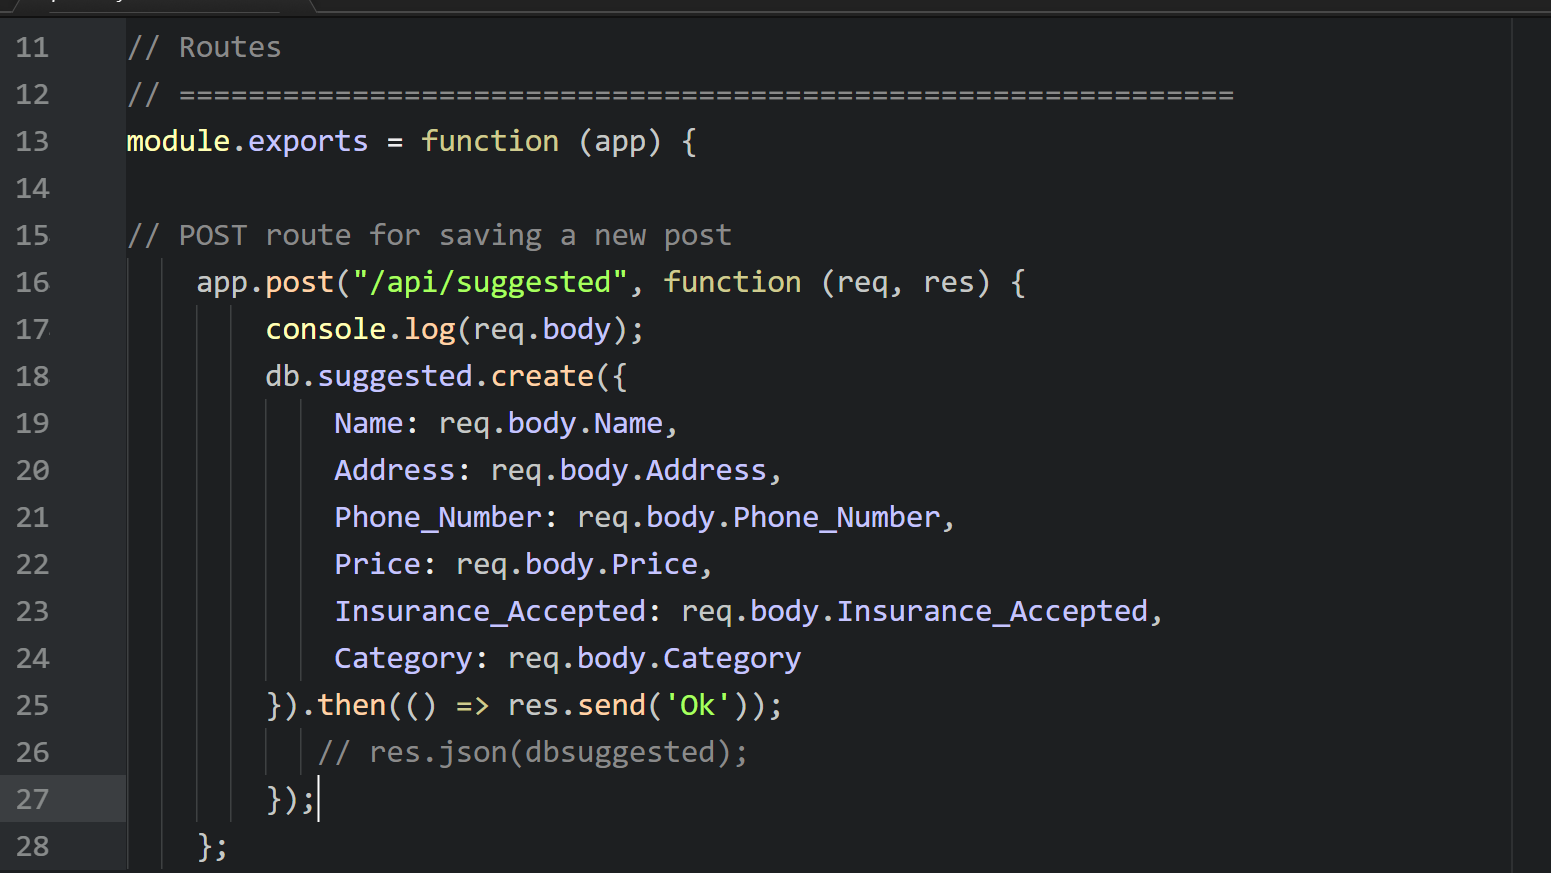 11 // Routes
12 // =============================================================
13 module.exports = function (app) {
14
15 // POST route for saving a new post
16 app.post("/api/suggested", function (req, res) {
17 console.log(req.body);
18 db.suggested.create({
19 Name: req.body.Name,
20 Address: req.body.Address,
21 Phone_Number: req.body.Phone_Number,
22 Price: req.body.Price,
23 Insurance_Accepted: req.body.Insurance_Accepted,
24 Category: req.body.Category
25 }).then(() => res.send('Ok'));
26 // res.json(dbsuggested);
27 });
28 };